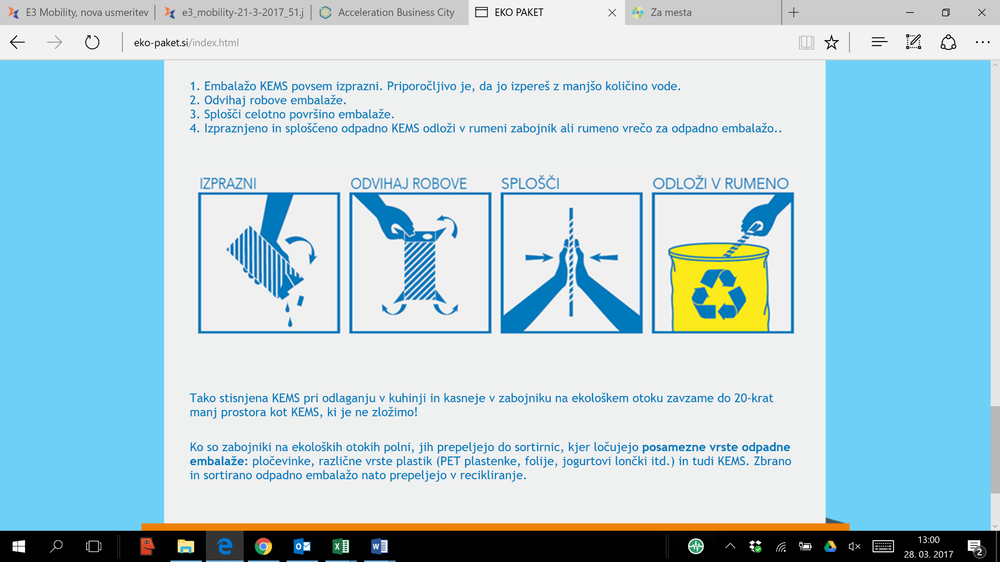 E3 Mobility, nova usmeritev
e3_mobility-21-3-2017_51.j
Acceleration Business City
EKO PAKET
Za mesta
eko-paket.si/index.html
1. Embalažo KEMS povsem izprazni. Priporočljivo je, da jo izpereš z manjšo količino vode.
2. Odvihaj robove embalaže.
3. Splošči celotno površino embalaže.
4. Izpraznjeno in sploščeno odpadno KEMS odloži v rumeni zabojnik ali rumeno vrečo za odpadno embalažo..
IZPRAZNI
ODVIHAJ ROBOVE
SPLOŠČI
ODLOŽI V RUMENO
Tako stisnjena KEMS pri odlaganju v kuhinji in kasneje v zabojniku na ekološkem otoku zavzame do 20-krat
manj prostora kot KEMS, ki je ne zložimo!
Ko so zabojniki na ekoloških otokih polni, jih prepeljejo do sortirnic, kjer ločujejo posamezne vrste odpadne
embalaže: pločevinke, različne vrste plastik (PET plastenke, folije, jogurtovi lončki itd.) in tudi KEMS. Zbrano
in sortirano odpadno embalažo nato prepeljejo v recikliranje.
13:00
28. 03. 2017
2